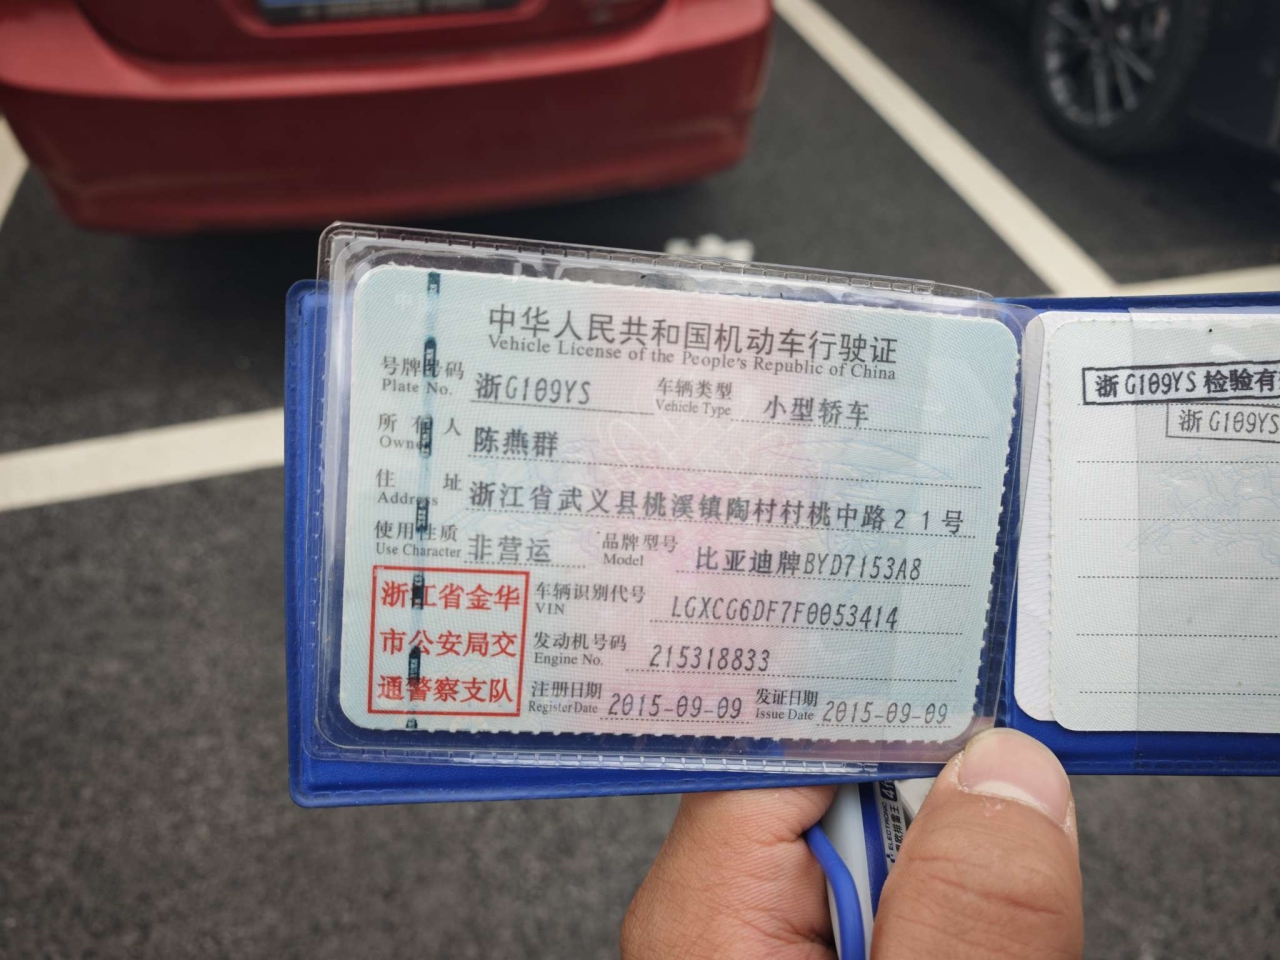 中华人民共和国机动车行驶证
Vehicle License of the People's Republic of China
号牌号码 浙G109YS 车辆类型 小型轿车
Plate No. Vehicle Type
所有人 陈燕群
Owner
住址 浙江省武义县桃溪镇陶村村桃中路21号
Address
使用性质 非营运 品牌型号 比亚迪牌BYD7153A8
Use Character Model
浙江省金华
市公安局交
通警察支队
车辆识别代号 LGXCG6DF7F0053414
VIN
发动机号码 215318833
Engine No.
注册日期 2015-09-09 发证日期 2015-09-09
Register Date Issue Date
浙G109YS 检验有
浙G109YS
ELECTRONIC